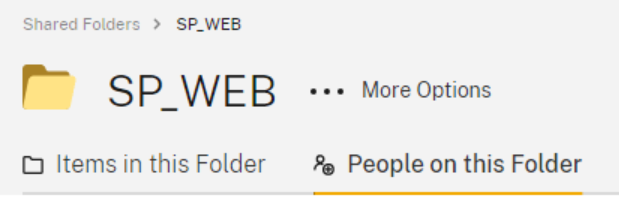 Shared Folders > SP_WEB
SP_WEB ••• More Options
Items in this Folder People on this Folder